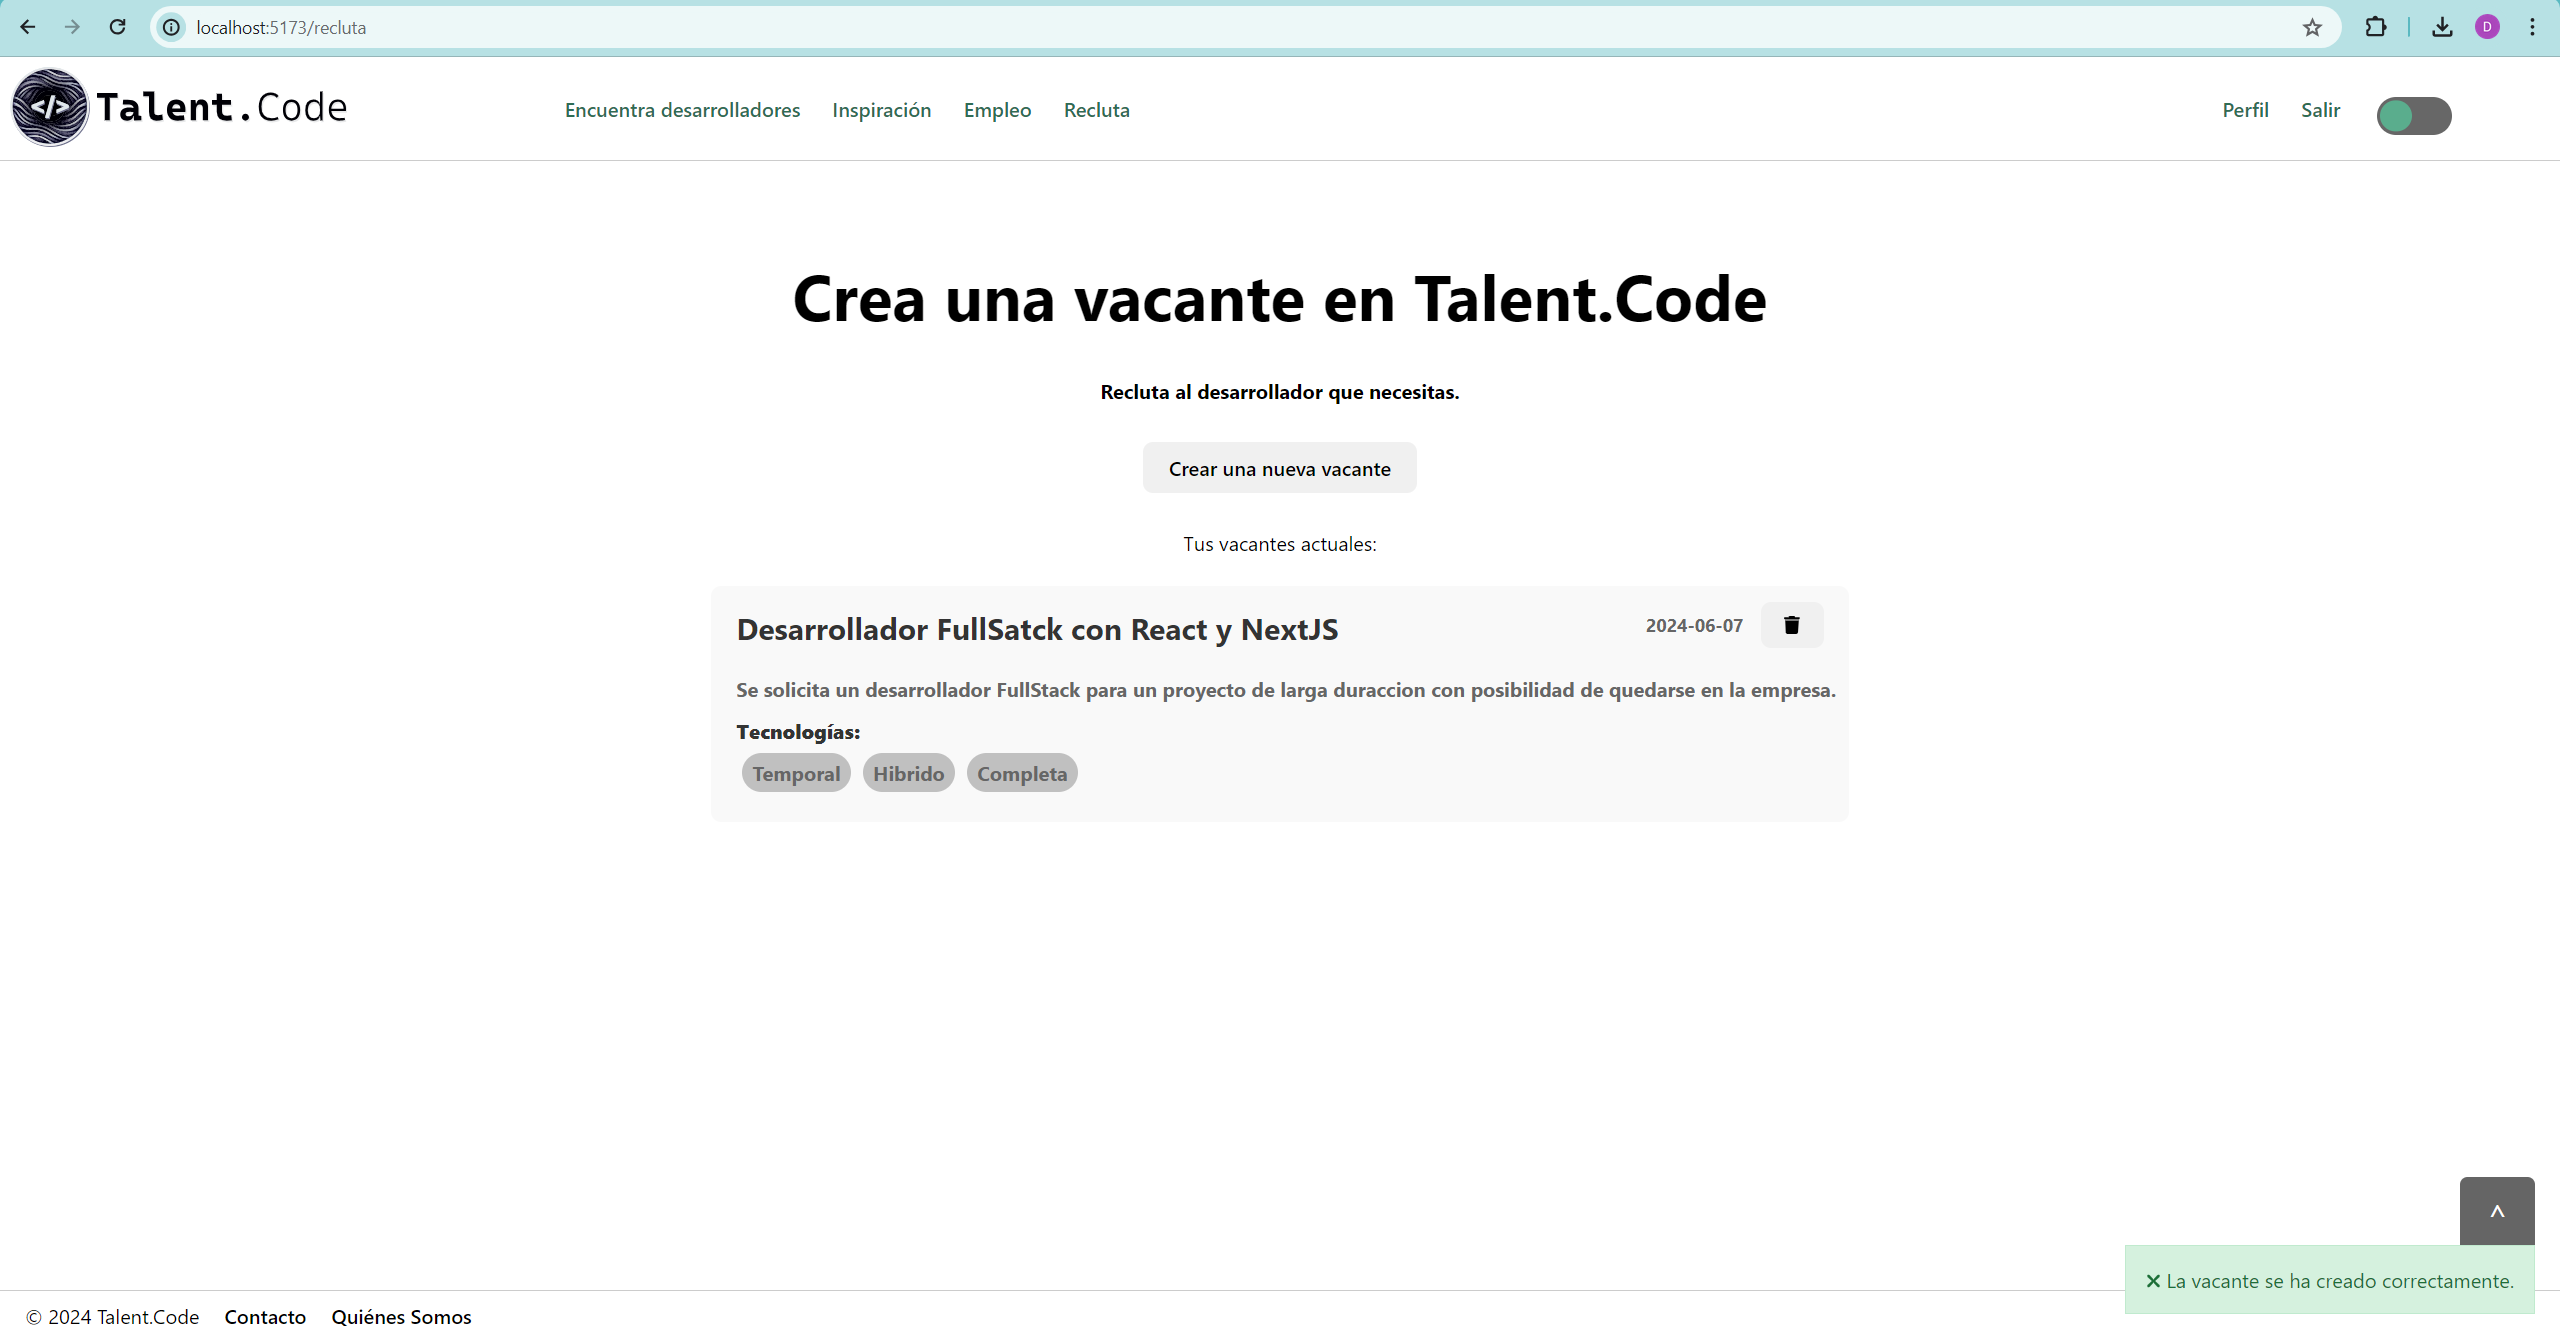 localhost:5173/recluta
D
</> Talent.Code
Encuentra desarrolladores Inspiración Empleo Recluta
Perfil Salir
Crea una vacante en Talent.Code
Recluta al desarrollador que necesitas.
Crear una nueva vacante
Tus vacantes actuales:
Desarrollador FullSatck con React y NextJS
2024-06-07
Se solicita un desarrollador FullStack para un proyecto de larga duraccion con posibilidad de quedarse en la empresa.
Tecnologías:
Temporal Hibrido Completa
^
La vacante se ha creado correctamente.
© 2024 Talent.Code Contacto Quiénes Somos